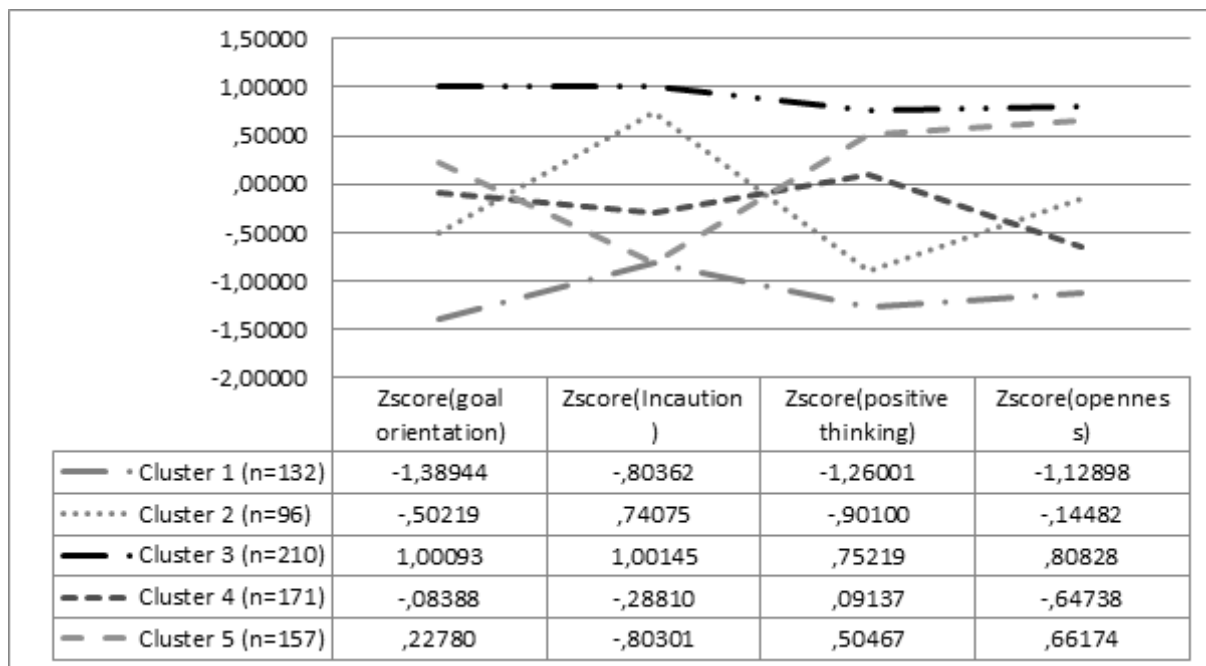 1,50000
1,00000
,50000
,00000
-,50000
-1,00000
-1,50000
-2,00000
Zscore(goal orientation) Zscore(Incaution) Zscore(positive thinking) Zscore(openness)
Cluster 1 (n=132) -1,38944 -,80362 -1,26001 -1,12898
Cluster 2 (n=96) -,50219 ,74075 -,90100 -,14482
Cluster 3 (n=210) 1,00093 1,00145 ,75219 ,80828
Cluster 4 (n=171) -,08388 -,28810 ,09137 -,64738
Cluster 5 (n=157) ,22780 -,80301 ,50467 ,66174